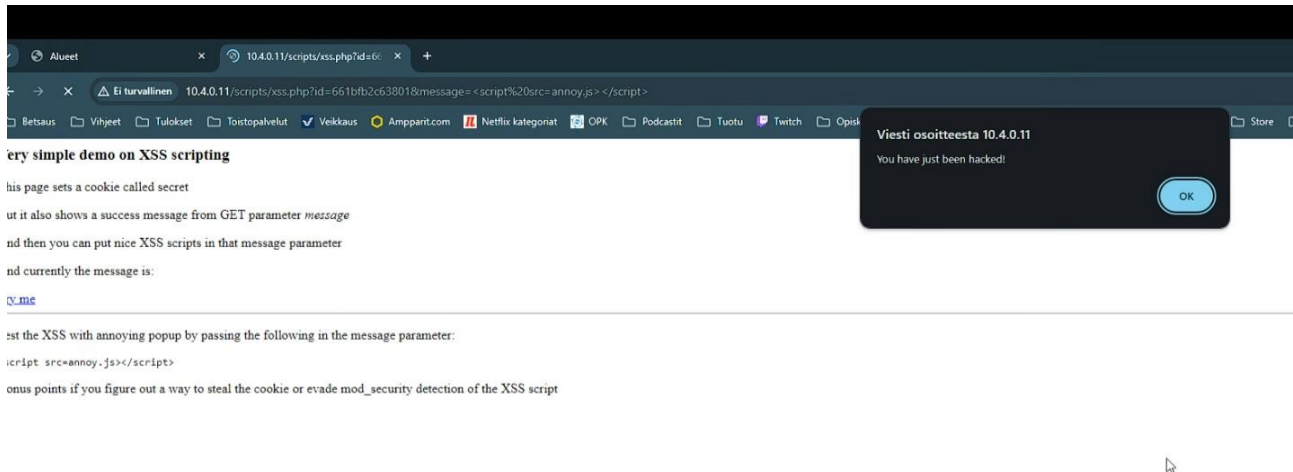 Alueet
10.4.0.11/scripts/xss.php?id=66
Ei turvallinen 10.4.0.11/scripts/xss.php?id=661bfb2c63801&message=<script%20src=annoy.js></script>
Betsaus Vihjeet Tulokset Toistopalvelut Veikkaus Ampparit.com Netflix kategoriat OPK Podcastit Tuotu Twitch Opisk Store
Viesti osoitteesta 10.4.0.11
You have just been hacked!
OK
ery simple demo on XSS scripting
his page sets a cookie called secret
ut it also shows a success message from GET parameter message
nd then you can put nice XSS scripts in that message parameter
nd currently the message is:
ry me
est the XSS with annoying popup by passing the following in the message parameter:
script src=annoy.js></script>
onus points if you figure out a way to steal the cookie or evade mod_security detection of the XSS script